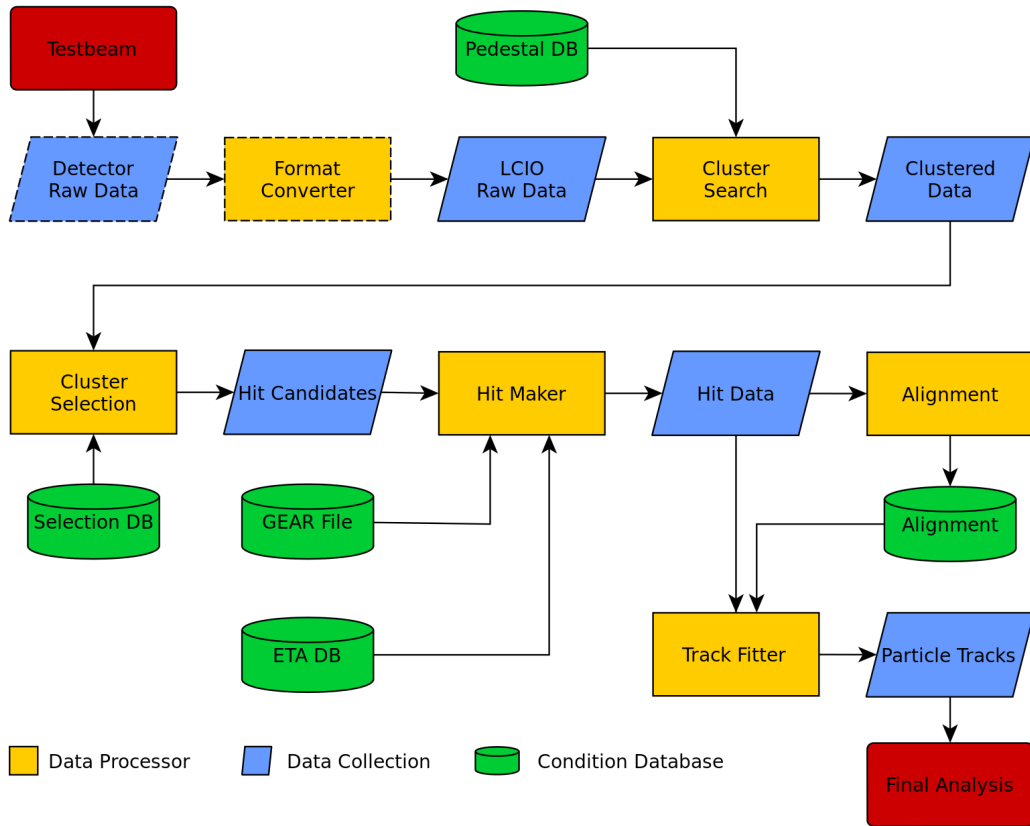 Testbeam
Pedestal DB
Detector
Raw Data
Format
Converter
LCIO
Raw Data
Cluster
Search
Clustered
Data
Cluster
Selection
Hit Candidates
Hit Maker
Hit Data
Alignment
Selection DB
GEAR File
Alignment
ETA DB
Track Fitter
Particle Tracks
Data Processor
Data Collection
Condition Database
Final Analysis